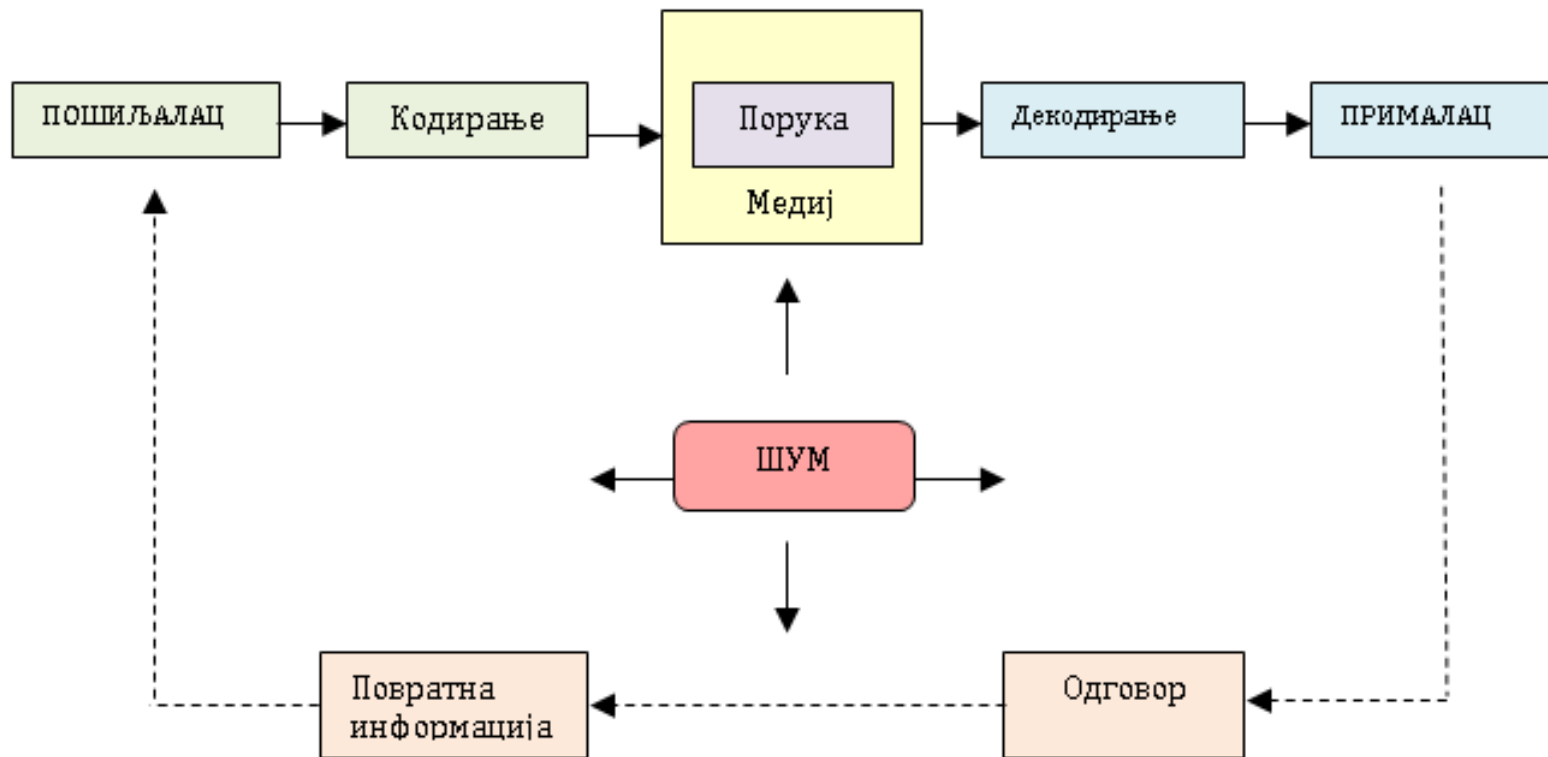 ПОШИЉАЛАЦ
Кодирање
Порука
Медиј
Декодирање
ПРИМАЛАЦ
ШУМ
Повратна
информација
Одговор